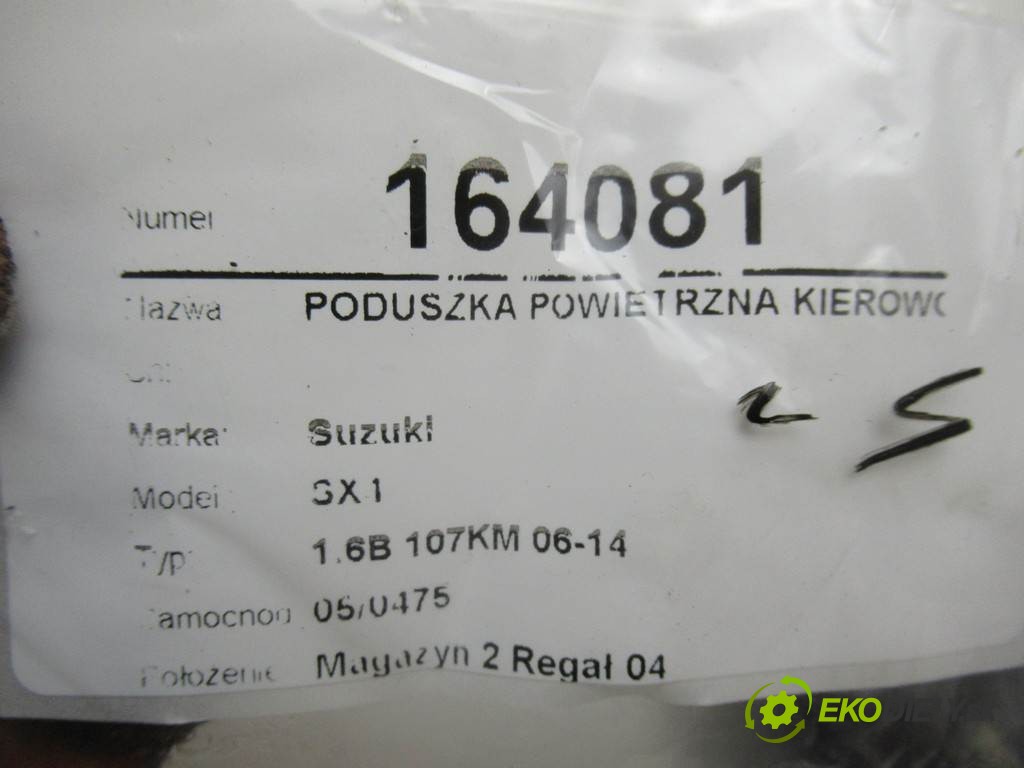 Numer 164081
Nazwa PODUSZKA POWIETRZNA KIEROWC
Marka: Suzuki
Model SX4
Typ: 1.6B 107KM 06-14
Samochód 05/0475
Położenie Magazyn 2 Regał 04
EKO